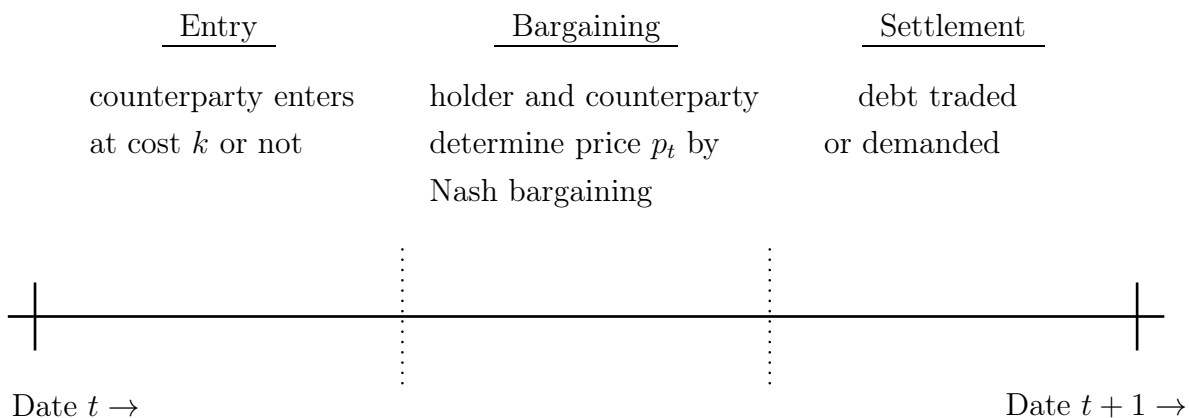 Entry
counterparty enters
at cost k or not
Bargaining
holder and counterparty
determine price p_t by
Nash bargaining
Settlement
debt traded
or demanded
Date t →
Date t + 1 →